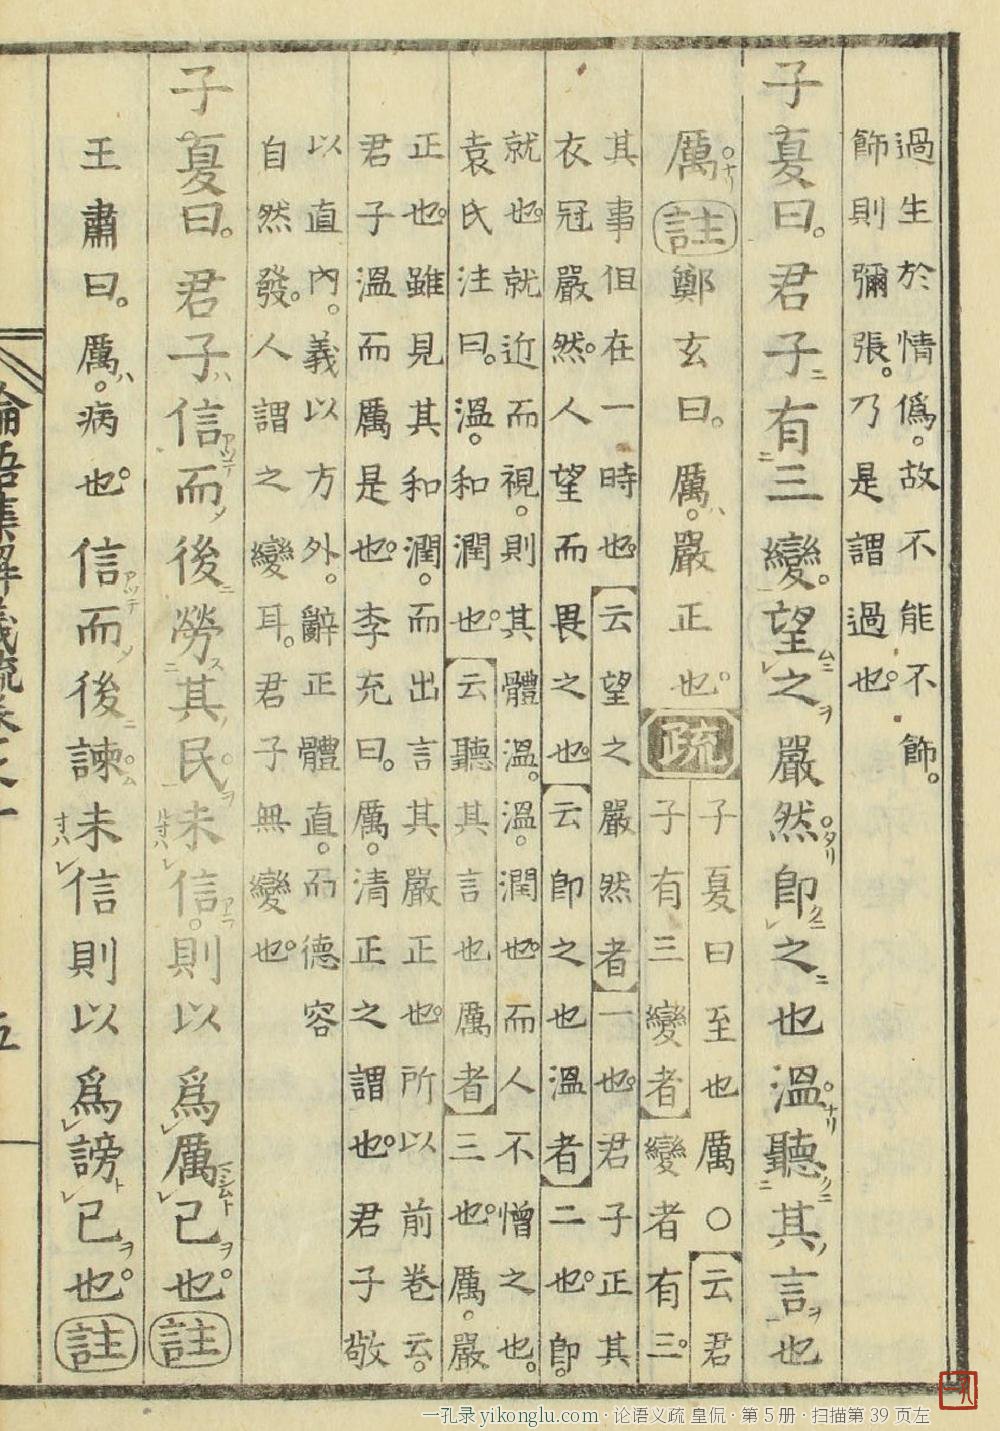 過生於情僞。故不能不飾。
飾則彌張。乃是謂過也。
子夏曰。君子有三變。望之嚴然即之也溫聽其言也
厲註鄭玄曰。厲。嚴正也。疏
子夏曰至也厲○云君
子有三變者變者有三。
其事但在一時也云望之嚴然者一也。君子正其
衣冠嚴然。人望而畏之也。云即之也溫者二也。即。
就也。就近而視。則其體溫。溫。潤也。而人不憎之也。
袁氏注曰。溫。和潤也。云聽其言也厲者三也。厲。嚴
正也。雖見其和潤。而出言其嚴正也。所以前卷云。
君子溫而厲是也。李充曰。厲。清正之謂也。君子敬
以直內。義以方外。辭正體直。而德容
自然發。人謂之變耳。君子無變也。
子夏曰。君子信而後勞其民未信。則以爲厲己也。註
王肅曰。厲。病也。信而後諫未信則以爲謗己也。註
論語集解義疏卷
五
一孔录 yikonglu.com · 论语义疏 皇侃 · 第 5 册 · 扫描第 39 页左